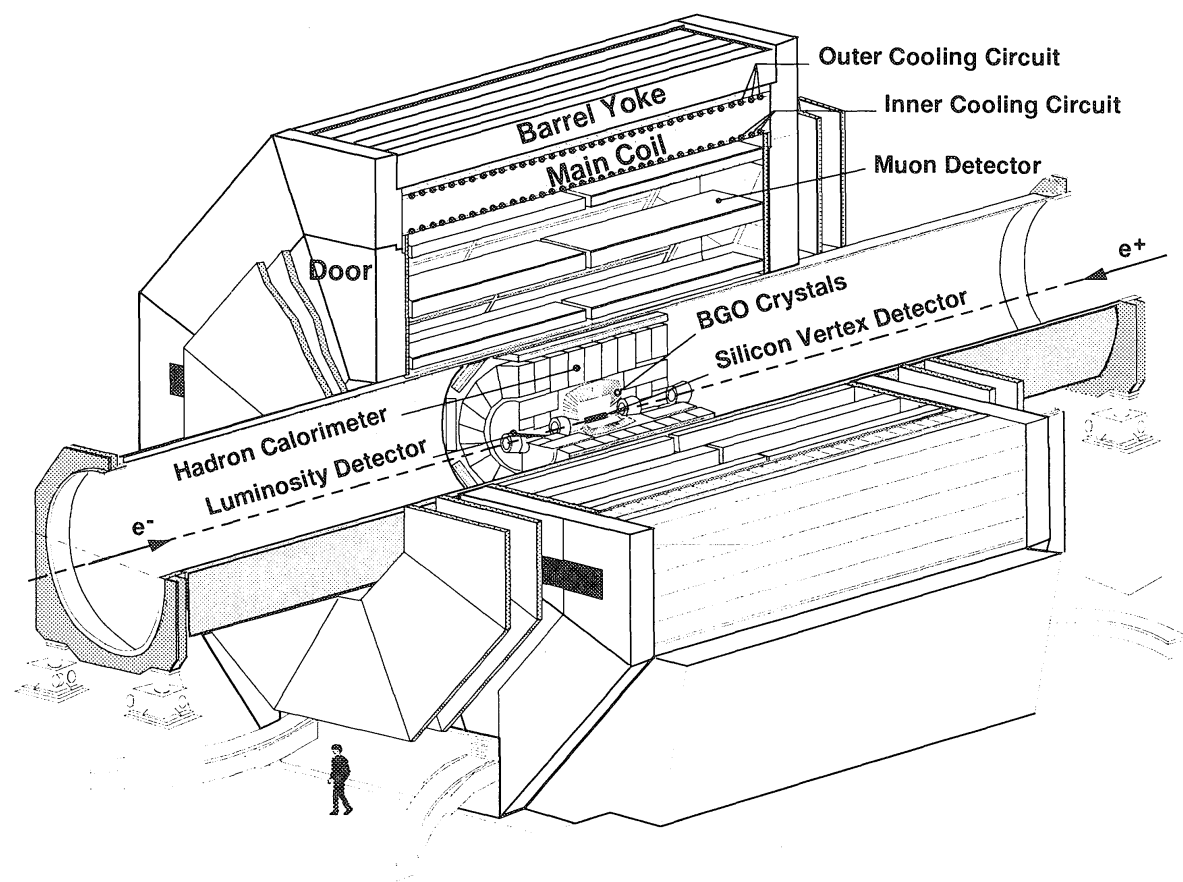 Outer Cooling Circuit
Barrel Yoke
Inner Cooling Circuit
Main Coil
Muon Detector
Door
e+
BGO Crystals
Silicon Vertex Detector
Hadron Calorimeter
Luminosity Detector
e-